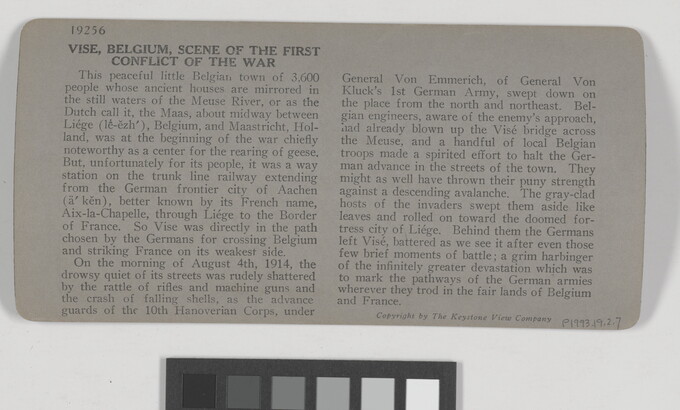 19256
VISE, BELGIUM, SCENE OF THE FIRST
CONFLICT OF THE WAR
This peaceful little Belgian town of 3,600
people whose ancient houses are mirrored in
the still waters of the Meuse River, or as the
Dutch call it, the Maas, about midway between
Liége (lê-ĕzh'), Belgium, and Maastricht, Hol-
land, was at the beginning of the war chiefly
noteworthy as a center for the rearing of geese.
But, unfortunately for its people, it was a way
station on the trunk line railway extending
from the German frontier city of Aachen
(ä' kĕn), better known by its French name,
Aix-la-Chapelle, through Liége to the Border
of France. So Vise was directly in the path
chosen by the Germans for crossing Belgium
and striking France on its weakest side.
On the morning of August 4th, 1914, the
drowsy quiet of its streets was rudely shattered
by the rattle of rifles and machine guns and
the crash of falling shells, as the advance
guards of the 10th Hanoverian Corps, under
General Von Emmerich, of General Von
Kluck's 1st German Army, swept down on
the place from the north and northeast. Bel-
gian engineers, aware of the enemy's approach,
had already blown up the Visé bridge across
the Meuse, and a handful of local Belgian
troops made a spirited effort to halt the Ger-
man advance in the streets of the town. They
might as well have thrown their puny strength
against a descending avalanche. The gray-clad
hosts of the invaders swept them aside like
leaves and rolled on toward the doomed for-
tress city of Liége. Behind them the Germans
left Visé, battered as we see it after even those
few brief moments of battle; a grim harbinger
of the infinitely greater devastation which was
to mark the pathways of the German armies
wherever they trod in the fair lands of Belgium
and France.
Copyright by The Keystone View Company
P1993.19.2.7